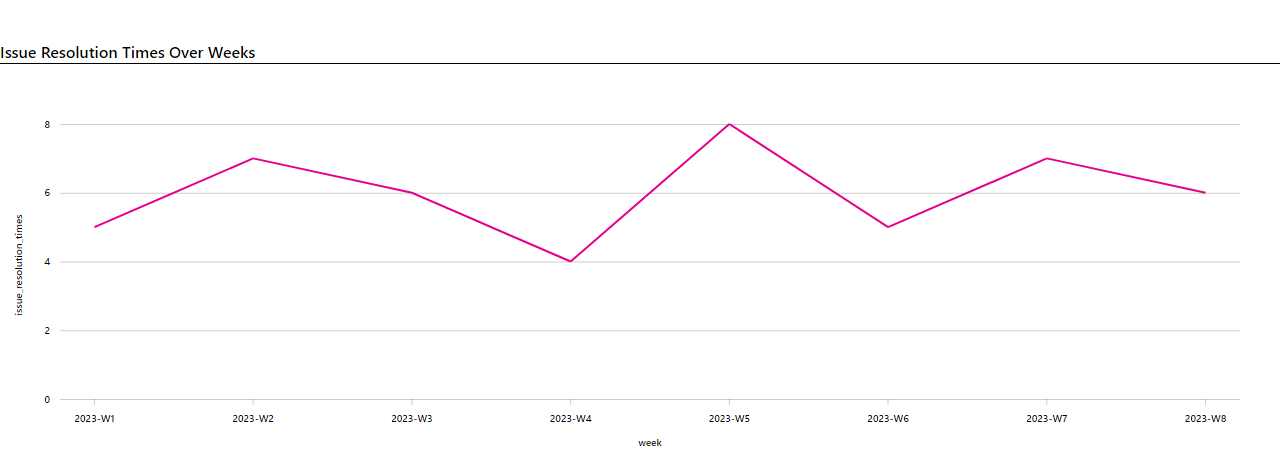 Issue Resolution Times Over Weeks
issue_resolution_times
8
6
4
2
0
2023-W1 2023-W2 2023-W3 2023-W4 2023-W5 2023-W6 2023-W7 2023-W8
week